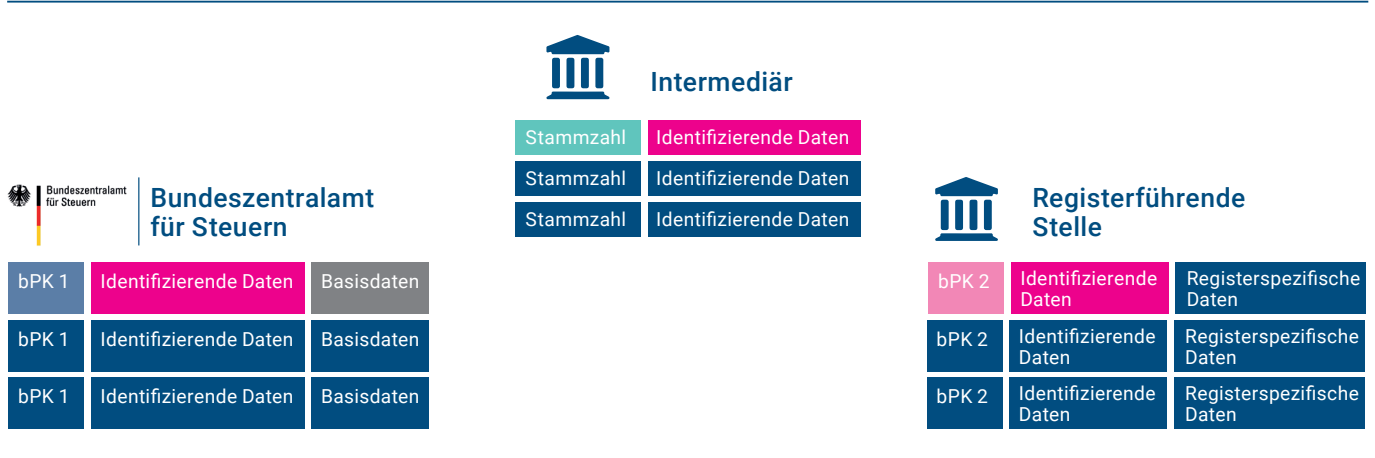 Intermediär
Stammzahl Identifizierende Daten
Stammzahl Identifizierende Daten
Stammzahl Identifizierende Daten
Bundeszentralamt
für Steuern
Bundeszentralamt
für Steuern
bPK 1 Identifizierende Daten Basisdaten
bPK 1 Identifizierende Daten Basisdaten
bPK 1 Identifizierende Daten Basisdaten
Registerführende
Stelle
bPK 2 Identifizierende
Daten Registerspezifische
Daten
bPK 2 Identifizierende
Daten Registerspezifische
Daten
bPK 2 Identifizierende
Daten Registerspezifische
Daten